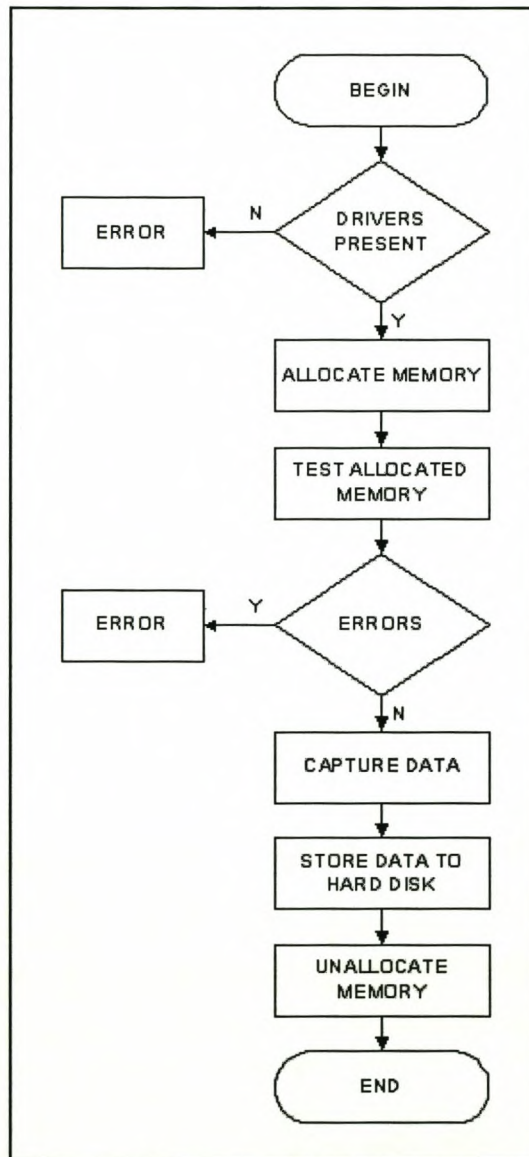 BEGIN
DRIVERS
PRESENT
N
ERROR
Y
ALLOCATE MEMORY
TEST ALLOCATED
MEMORY
ERRORS
Y
ERROR
N
CAPTURE DATA
STORE DATA TO
HARD DISK
UNALLOCATE
MEMORY
END